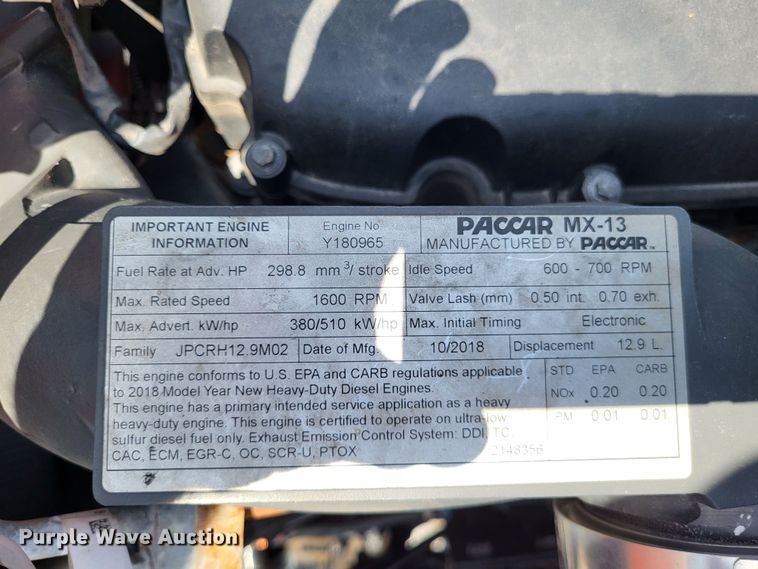 IMPORTANT ENGINE INFORMATION
Engine No.
Y180965
PACCAR MX-13
MANUFACTURED BY PACCAR
Fuel Rate at Adv. HP 298.8 mm³/ stroke Idle Speed 600 - 700 RPM
Max. Rated Speed 1600 RPM Valve Lash (mm) 0.50 int. 0.70 exh.
Max. Advert. kW/hp 380/510 kW/hp Max. Initial Timing Electronic
Family JPCRH12.9M02 Date of Mfg. 10/2018 Displacement 12.9 L.
This engine conforms to U.S. EPA and CARB regulations applicable
to 2018 Model Year New Heavy-Duty Diesel Engines.
This engine has a primary intended service application as a heavy
heavy-duty engine. This engine is certified to operate on ultra-low
sulfur diesel fuel only. Exhaust Emission Control System: DDI, TC,
CAC, ECM, EGR-C, OC, SCR-U, PTOX
STD EPA CARB
NOx 0.20 0.20
PM 0.01 0.01
2148356
Purple Wave Auction